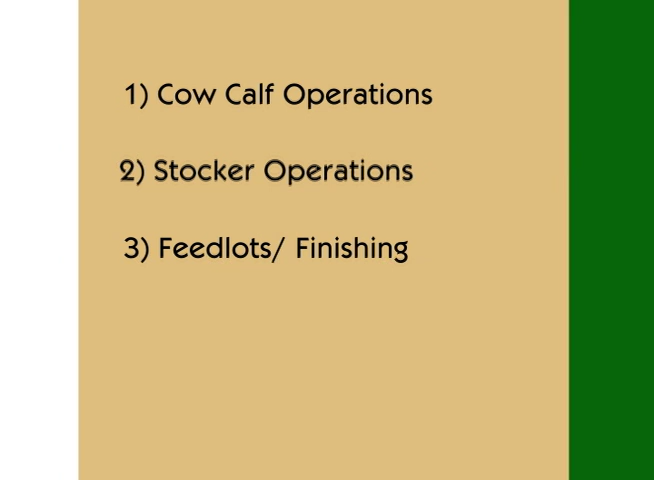 1) Cow Calf Operations
2) Stocker Operations
3) Feedlots/ Finishing